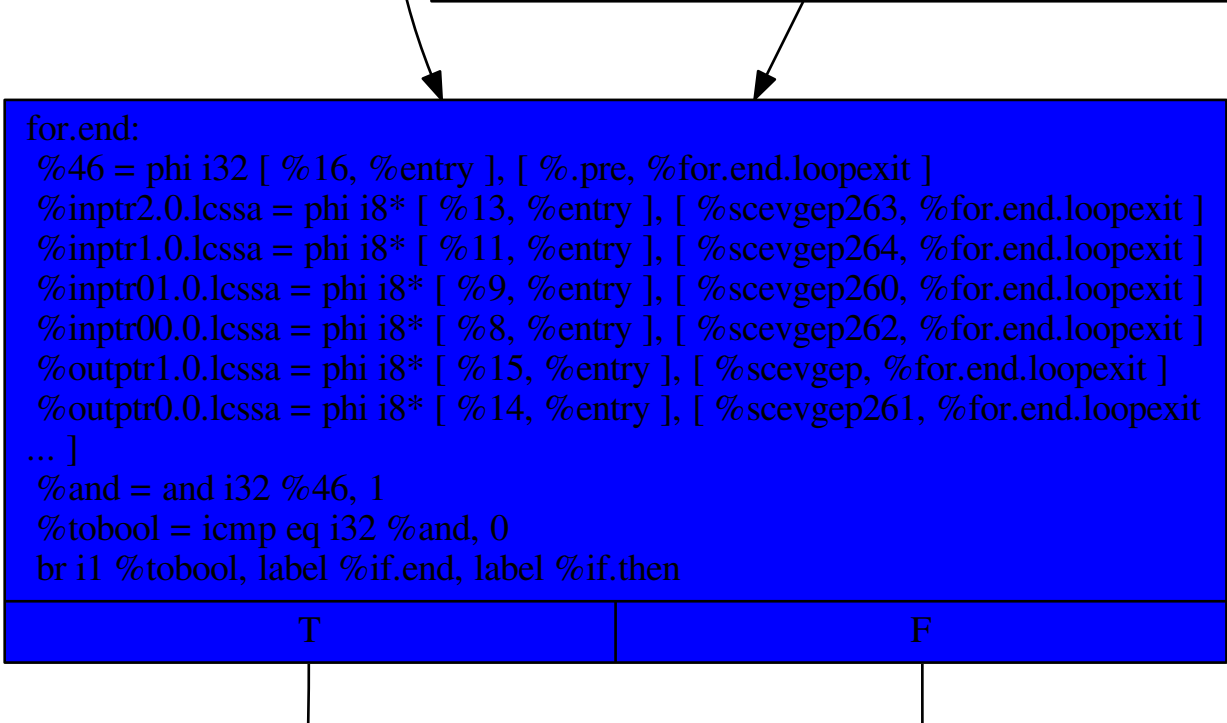 for.end:
%46 = phi i32 [ %16, %entry ], [ %.pre, %for.end.loopexit ]
%inptr2.0.lcssa = phi i8* [ %13, %entry ], [ %scevgep263, %for.end.loopexit ]
%inptr1.0.lcssa = phi i8* [ %11, %entry ], [ %scevgep264, %for.end.loopexit ]
%inptr01.0.lcssa = phi i8* [ %9, %entry ], [ %scevgep260, %for.end.loopexit ]
%inptr00.0.lcssa = phi i8* [ %8, %entry ], [ %scevgep262, %for.end.loopexit ]
%outptr1.0.lcssa = phi i8* [ %15, %entry ], [ %scevgep, %for.end.loopexit ]
%outptr0.0.lcssa = phi i8* [ %14, %entry ], [ %scevgep261, %for.end.loopexit
... ]
%and = and i32 %46, 1
%tobool = icmp eq i32 %and, 0
br i1 %tobool, label %if.end, label %if.then
T
F